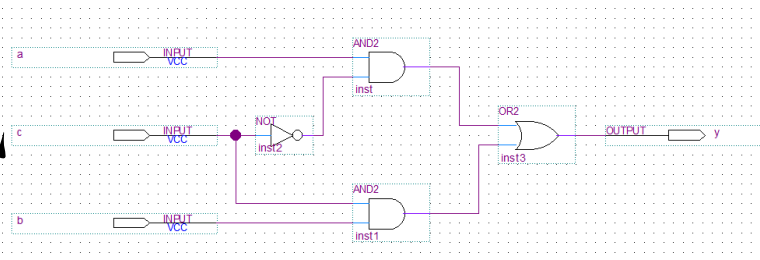 AND2
a
INPUT
VCC
inst
OR2
NOT
c
INPUT
VCC
OUTPUT
y
inst2
inst3
AND2
b
INPUT
VCC
inst1